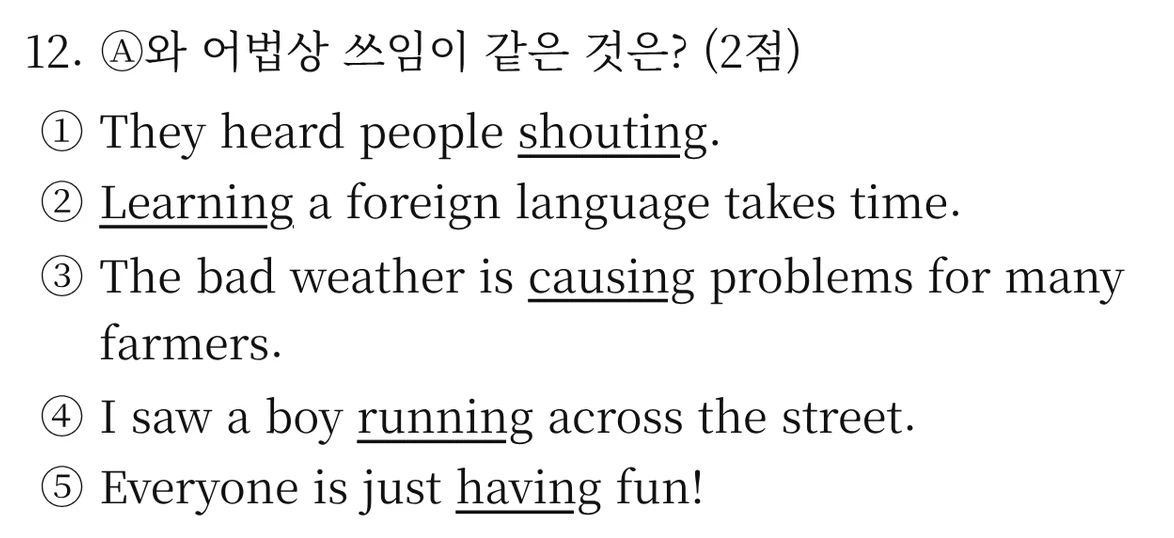 12. Ⓐ와 어법상 쓰임이 같은 것은? (2점)
① They heard people shouting.
② Learning a foreign language takes time.
③ The bad weather is causing problems for many
farmers.
④ I saw a boy running across the street.
⑤ Everyone is just having fun!